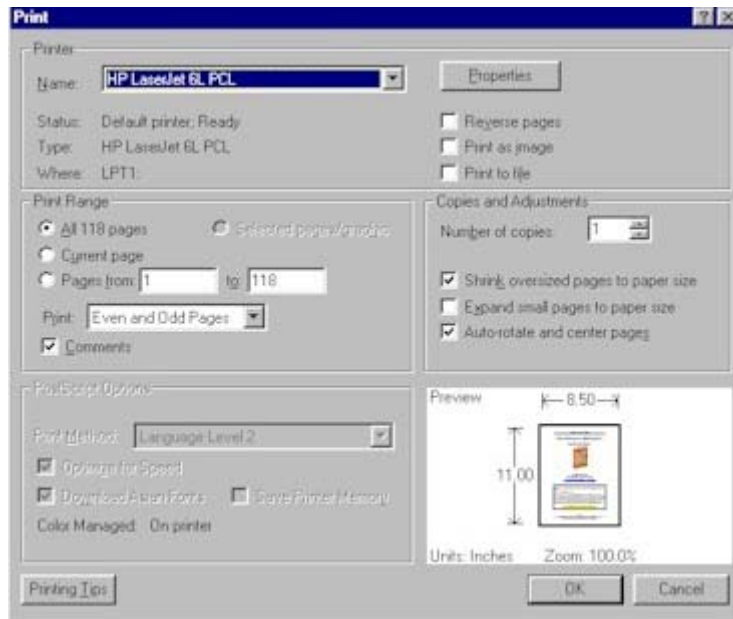 Print
Printer
Name: HP LaserJet 6L PCL
Properties
Status: Default printer; Ready
Type: HP LaserJet 6L PCL
Where: LPT1:
Reverse pages
Print as image
Print to file
Print Range
All 118 pages
Selected pages/graphic
Current page
Pages from: 1 to: 118
Print: Even and Odd Pages
Comments
Copies and Adjustments
Number of copies: 1
Shrink oversized pages to paper size
Expand small pages to paper size
Auto-rotate and center pages
PostScript Options
Print Method: Language Level 2
Optimize for Speed
Download Asian Fonts Save Printer Memory
Color Managed: On printer
Preview
8.50
11.00
Units: Inches Zoom: 100.0%
Printing Tips
OK Cancel